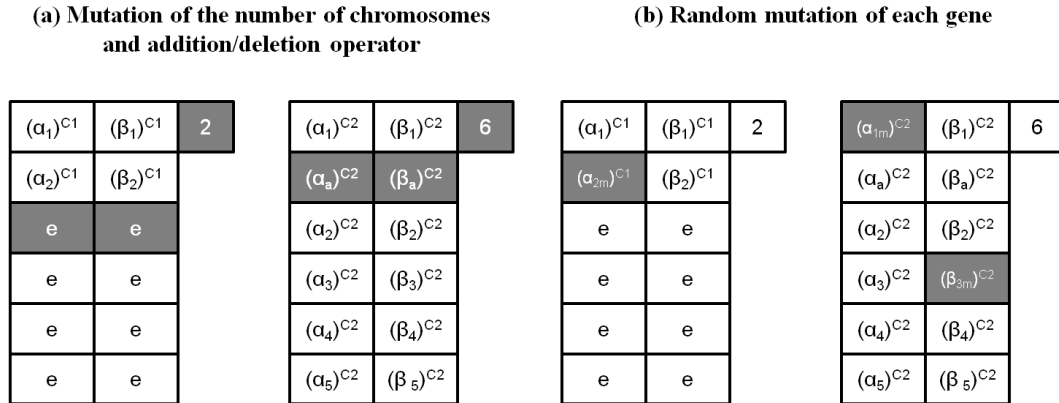 (a) Mutation of the number of chromosomes
and addition/deletion operator
(b) Random mutation of each gene
(α₁)ᶜ¹ (β₁)ᶜ¹ 2
(α₂)ᶜ¹ (β₂)ᶜ¹
e e
e e
e e
e e
(α₁)ᶜ² (β₁)ᶜ² 6
(αₐ)ᶜ² (βₐ)ᶜ²
(α₂)ᶜ² (β₂)ᶜ²
(α₃)ᶜ² (β₃)ᶜ²
(α₄)ᶜ² (β₄)ᶜ²
(α₅)ᶜ² (β ₅)ᶜ²
(α₁)ᶜ¹ (β₁)ᶜ¹ 2
(α₂ₘ)ᶜ¹ (β₂)ᶜ¹
e e
e e
e e
e e
(α₁ₘ)ᶜ² (β₁)ᶜ² 6
(αₐ)ᶜ² (βₐ)ᶜ²
(α₂)ᶜ² (β₂)ᶜ²
(α₃)ᶜ² (β₃ₘ)ᶜ²
(α₄)ᶜ² (β₄)ᶜ²
(α₅)ᶜ² (β ₅)ᶜ²